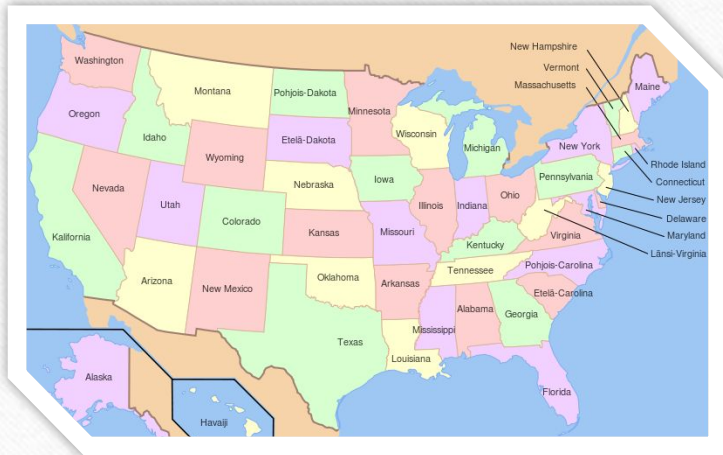 New Hampshire
Vermont
Massachusetts
Washington
Montana
Pohjois-Dakota
Minnesota
Maine
Oregon
Idaho
Etelä-Dakota
Wisconsin
Michigan
New York
Wyoming
Rhode Island
Connecticut
Nevada
Nebraska
Iowa
Pennsylvania
New Jersey
Utah
Colorado
Illinois
Indiana
Ohio
Delaware
Kalifornia
Kansas
Missouri
Virginia
Maryland
Kentucky
Länsi-Virginia
Arizona
New Mexico
Oklahoma
Arkansas
Tennessee
Pohjois-Carolina
Etelä-Carolina
Texas
Mississippi
Alabama
Georgia
Louisiana
Alaska
Havaiji
Florida